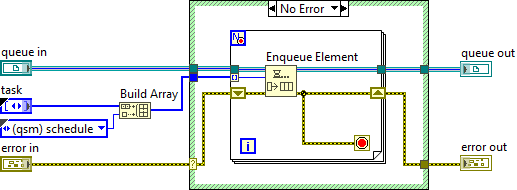 No Error
N
queue in
Enqueue Element
queue out
task
Build Array
(qsm) schedule
error in
?
i
error out